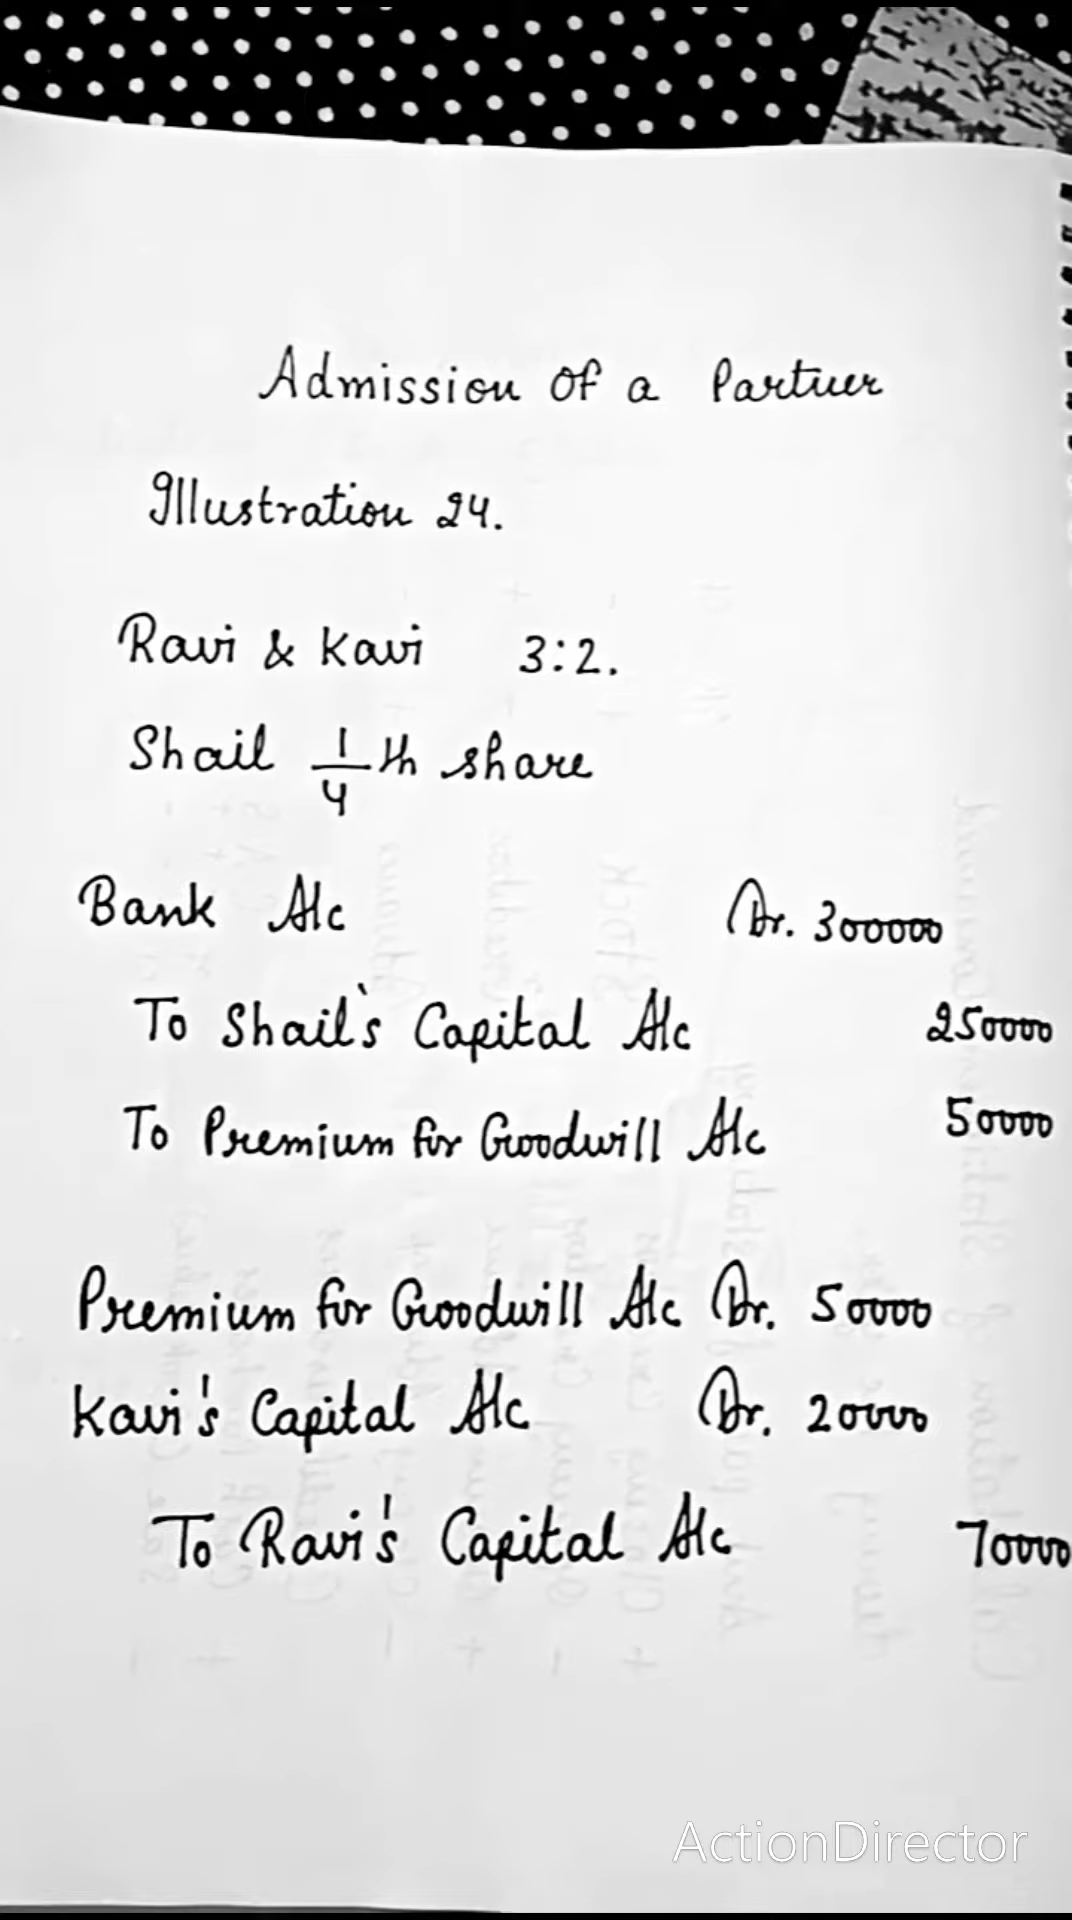 Admission Of a Partner
Illustration 24.
Ravi & Kavi 3:2.
Shail 1/4 th share
Bank A/c Dr. 300000
To Shail's Capital A/c 250000
To Premium for Goodwill A/c 50000
Premium for Goodwill A/c Dr. 50000
Kavi's Capital A/c Dr. 20000
To Ravi's Capital A/c 70000
ActionDirector